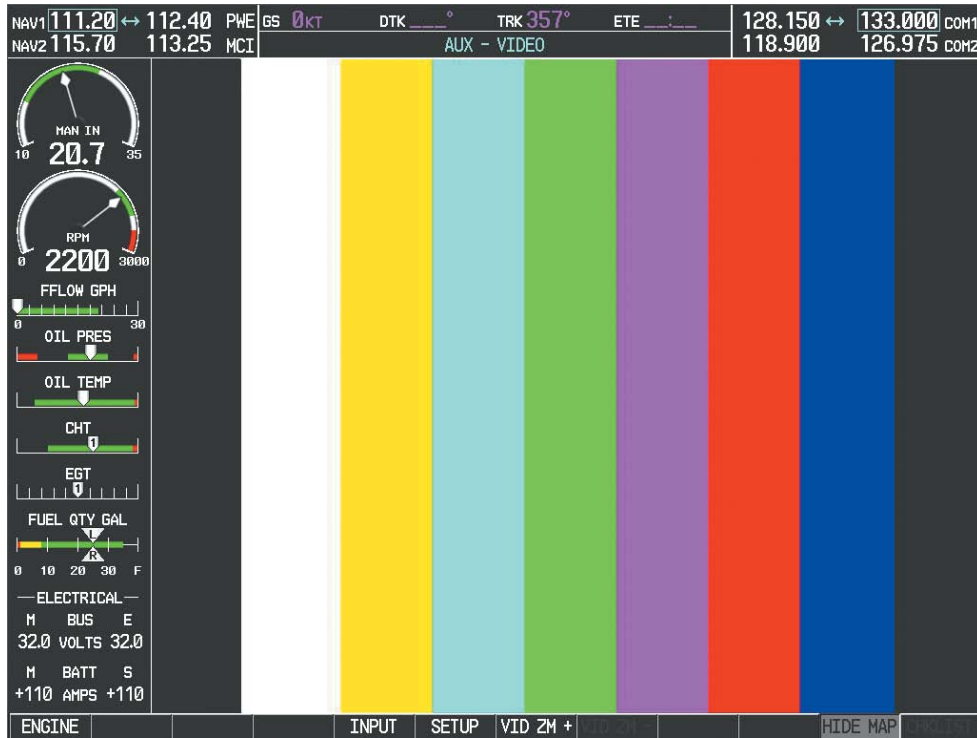 NAV1 111.20 ↔ 112.40 PWE GS 0KT DTK ___° TRK 357° ETE __:__ 128.150 ↔ 133.000 COM1
NAV2 115.70 113.25 MCI AUX - VIDEO 118.900 126.975 COM2
MAN IN
10 20.7 35
RPM
0 2200 3000
FFLOW GPH
0 30
OIL PRES
OIL TEMP
CHT
1
EGT
1
FUEL QTY GAL
L
R
0 10 20 30 F
ELECTRICAL
M BUS E
32.0 VOLTS 32.0
M BATT S
+110 AMPS +110
ENGINE INPUT SETUP VID ZM + VID ZM - HIDE MAP CHKLIST